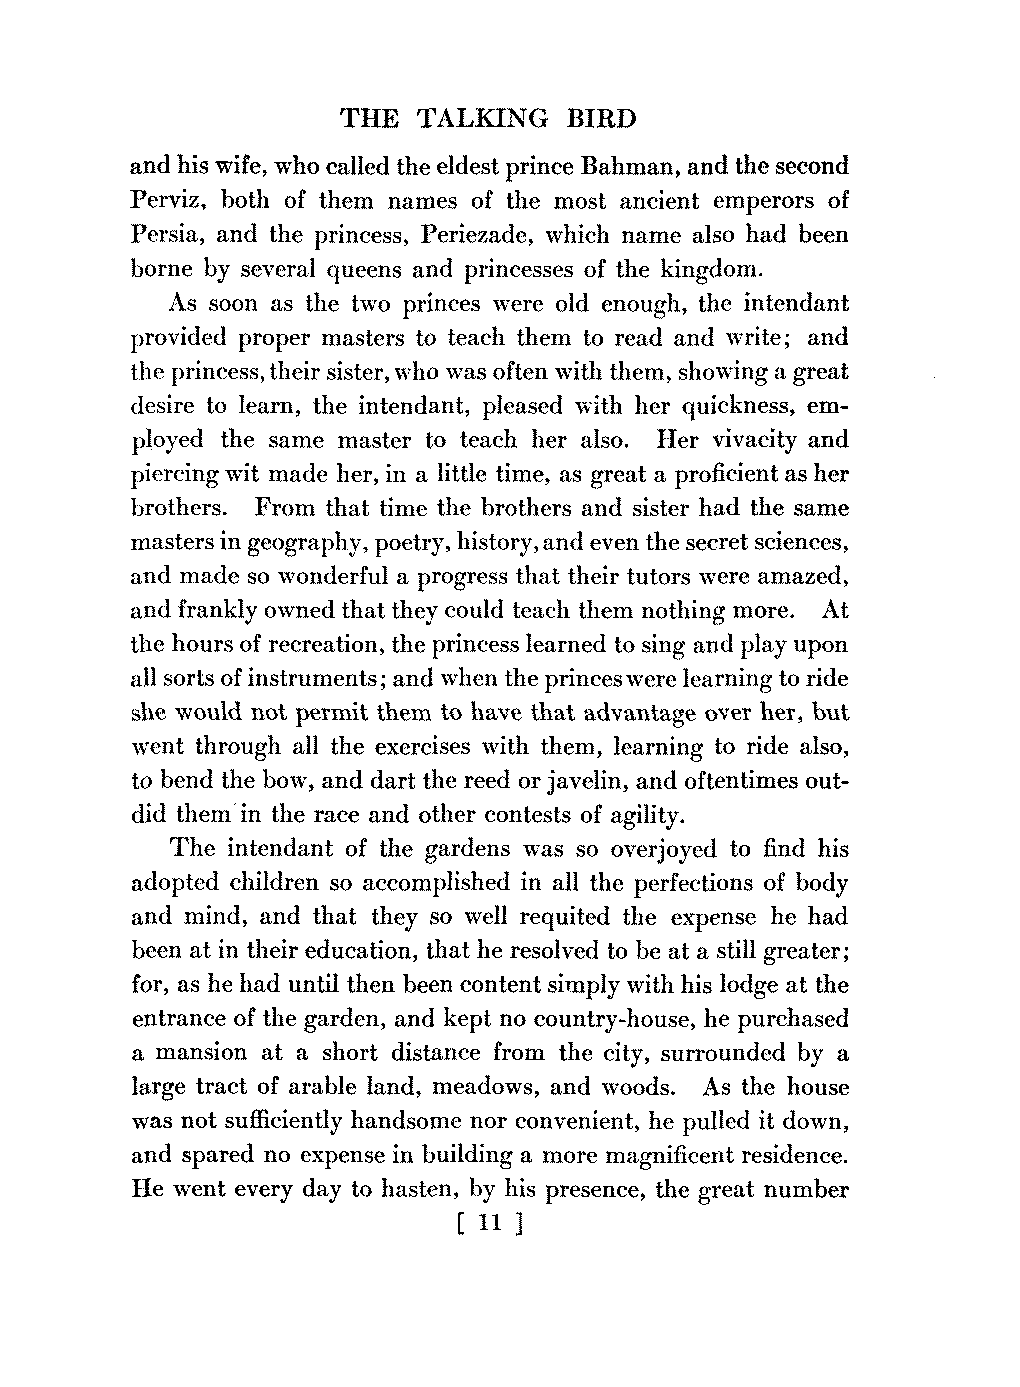 THE TALKING BIRD
and his wife, who called the eldest prince Bahman, and the second
Perviz, both of them names of the most ancient emperors of
Persia, and the princess, Periezade, which name also had been
borne by several queens and princesses of the kingdom.
As soon as the two princes were old enough, the intendant
provided proper masters to teach them to read and write; and
the princess, their sister, who was often with them, showing a great
desire to learn, the intendant, pleased with her quickness, em-
ployed the same master to teach her also. Her vivacity and
piercing wit made her, in a little time, as great a proficient as her
brothers. From that time the brothers and sister had the same
masters in geography, poetry, history, and even the secret sciences,
and made so wonderful a progress that their tutors were amazed,
and frankly owned that they could teach them nothing more. At
the hours of recreation, the princess learned to sing and play upon
all sorts of instruments; and when the princes were learning to ride
she would not permit them to have that advantage over her, but
went through all the exercises with them, learning to ride also,
to bend the bow, and dart the reed or javelin, and oftentimes out-
did them in the race and other contests of agility.
The intendant of the gardens was so overjoyed to find his
adopted children so accomplished in all the perfections of body
and mind, and that they so well requited the expense he had
been at in their education, that he resolved to be at a still greater;
for, as he had until then been content simply with his lodge at the
entrance of the garden, and kept no country-house, he purchased
a mansion at a short distance from the city, surrounded by a
large tract of arable land, meadows, and woods. As the house
was not sufficiently handsome nor convenient, he pulled it down,
and spared no expense in building a more magnificent residence.
He went every day to hasten, by his presence, the great number
[ 11 ]